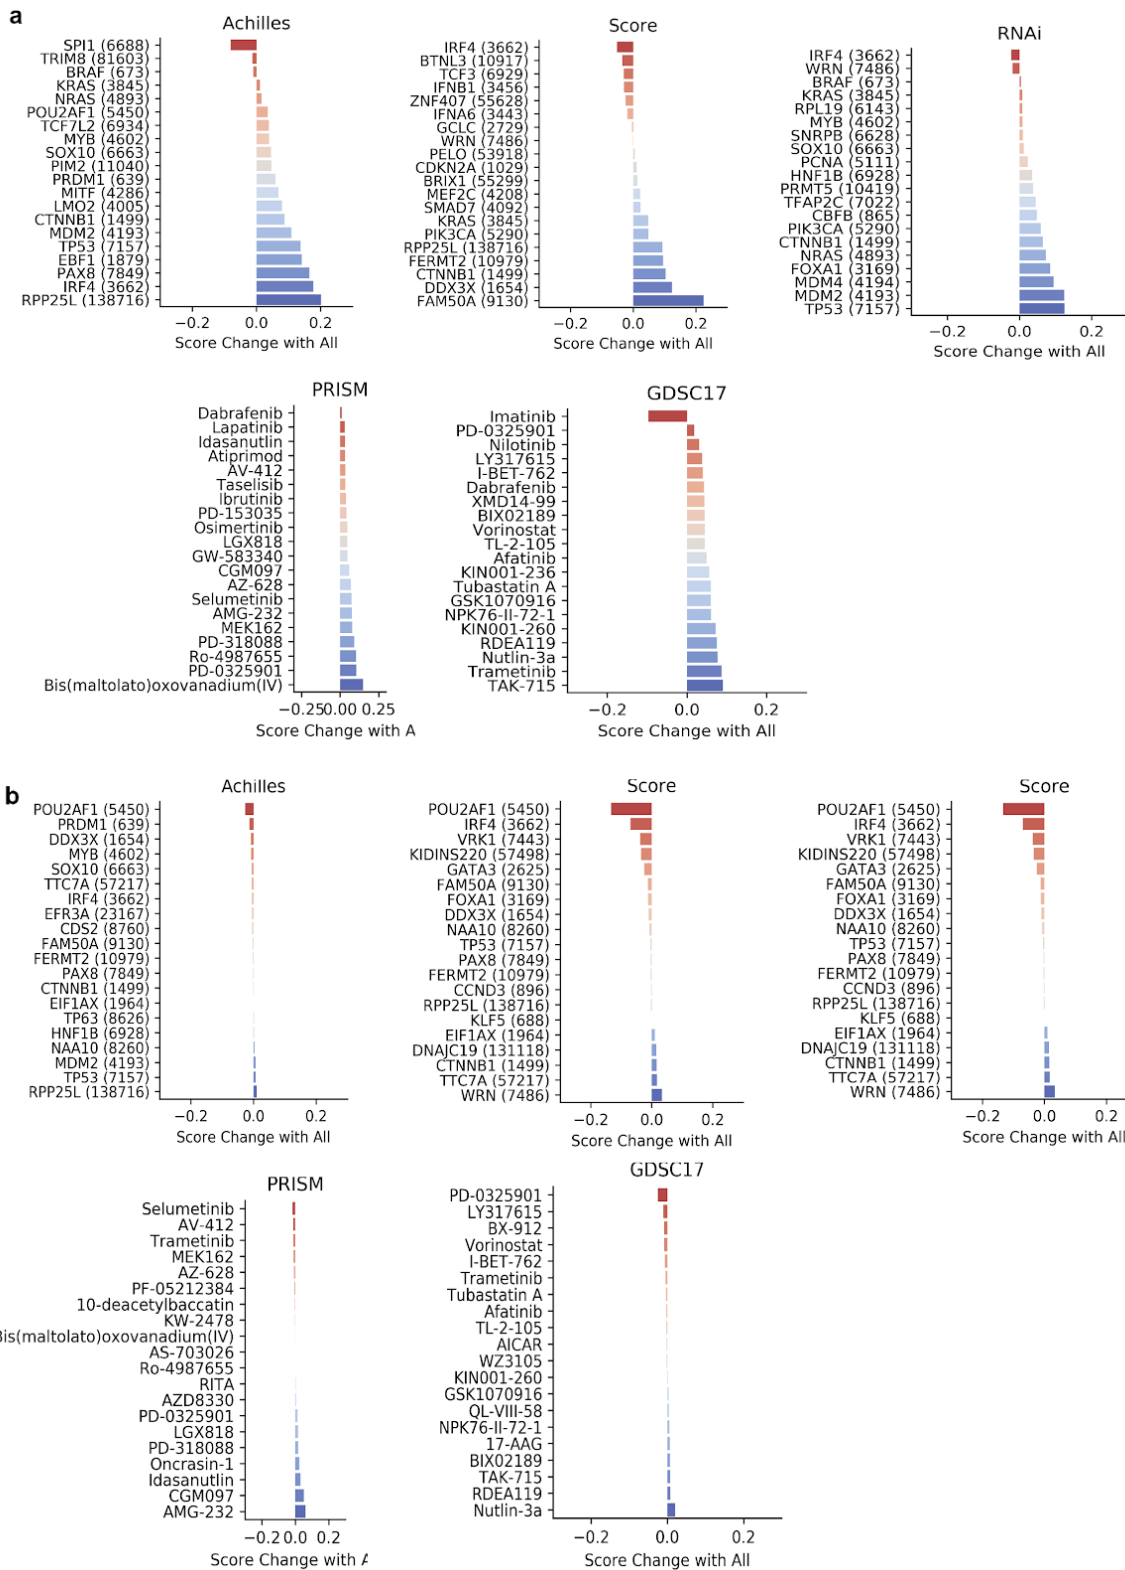 a
Achilles
SPI1 (6688)
TRIM8 (81603)
BRAF (673)
KRAS (3845)
NRAS (4893)
POU2AF1 (5450)
TCF7L2 (6934)
MYB (4602)
SOX10 (6663)
PIM2 (11040)
PRDM1 (639)
MITF (4286)
LMO2 (4005)
CTNNB1 (1499)
MDM2 (4193)
TP53 (7157)
EBF1 (1879)
PAX8 (7849)
IRF4 (3662)
RPP25L (138716)
−0.2 0.0 0.2
Score Change with All
Score
IRF4 (3662)
BTNL3 (10917)
TCF3 (6929)
IFNB1 (3456)
ZNF407 (55628)
IFNA6 (3443)
GCLC (2729)
WRN (7486)
PELO (53918)
CDKN2A (1029)
BRIX1 (55299)
MEF2C (4208)
SMAD7 (4092)
KRAS (3845)
PIK3CA (5290)
RPP25L (138716)
FERMT2 (10979)
CTNNB1 (1499)
DDX3X (1654)
FAM50A (9130)
−0.2 0.0 0.2
Score Change with All
RNAi
IRF4 (3662)
WRN (7486)
BRAF (673)
KRAS (3845)
RPL19 (6143)
MYB (4602)
SNRPB (6628)
SOX10 (6663)
PCNA (5111)
HNF1B (6928)
PRMT5 (10419)
TFAP2C (7022)
CBFB (865)
PIK3CA (5290)
CTNNB1 (1499)
NRAS (4893)
FOXA1 (3169)
MDM4 (4194)
MDM2 (4193)
TP53 (7157)
−0.2 0.0 0.2
Score Change with All
PRISM
Dabrafenib
Lapatinib
Idasanutlin
Atiprimod
AV-412
Taselisib
Ibrutinib
PD-153035
Osimertinib
LGX818
GW-583340
CGM097
AZ-628
Selumetinib
AMG-232
MEK162
PD-318088
Ro-4987655
PD-0325901
Bis(maltolato)oxovanadium(IV)
−0.25 0.00 0.25
Score Change with A
GDSC17
Imatinib
PD-0325901
Nilotinib
LY317615
I-BET-762
Dabrafenib
XMD14-99
BIX02189
Vorinostat
TL-2-105
Afatinib
KIN001-236
Tubastatin A
GSK1070916
NPK76-II-72-1
KIN001-260
RDEA119
Nutlin-3a
Trametinib
TAK-715
−0.2 0.0 0.2
Score Change with All
b
Achilles
POU2AF1 (5450)
PRDM1 (639)
DDX3X (1654)
MYB (4602)
SOX10 (6663)
TTC7A (57217)
IRF4 (3662)
EFR3A (23167)
CDS2 (8760)
FAM50A (9130)
FERMT2 (10979)
PAX8 (7849)
CTNNB1 (1499)
EIF1AX (1964)
TP63 (8626)
HNF1B (6928)
NAA10 (8260)
MDM2 (4193)
TP53 (7157)
RPP25L (138716)
−0.2 0.0 0.2
Score Change with All
Score
POU2AF1 (5450)
IRF4 (3662)
VRK1 (7443)
KIDINS220 (57498)
GATA3 (2625)
FAM50A (9130)
FOXA1 (3169)
DDX3X (1654)
NAA10 (8260)
TP53 (7157)
PAX8 (7849)
FERMT2 (10979)
CCND3 (896)
RPP25L (138716)
KLF5 (688)
EIF1AX (1964)
DNAJC19 (131118)
CTNNB1 (1499)
TTC7A (57217)
WRN (7486)
−0.2 0.0 0.2
Score Change with All
Score
POU2AF1 (5450)
IRF4 (3662)
VRK1 (7443)
KIDINS220 (57498)
GATA3 (2625)
FAM50A (9130)
FOXA1 (3169)
DDX3X (1654)
NAA10 (8260)
TP53 (7157)
PAX8 (7849)
FERMT2 (10979)
CCND3 (896)
RPP25L (138716)
KLF5 (688)
EIF1AX (1964)
DNAJC19 (131118)
CTNNB1 (1499)
TTC7A (57217)
WRN (7486)
−0.2 0.0 0.2
Score Change with All
PRISM
Selumetinib
AV-412
Trametinib
MEK162
AZ-628
PF-05212384
10-deacetylbaccatin
KW-2478
Bis(maltolato)oxovanadium(IV)
AS-703026
Ro-4987655
RITA
AZD8330
PD-0325901
LGX818
PD-318088
Oncrasin-1
Idasanutlin
CGM097
AMG-232
−0.2 0.0 0.2
Score Change with A
GDSC17
PD-0325901
LY317615
BX-912
Vorinostat
I-BET-762
Trametinib
Tubastatin A
Afatinib
TL-2-105
AICAR
WZ3105
KIN001-260
GSK1070916
QL-VIII-58
NPK76-II-72-1
17-AAG
BIX02189
TAK-715
RDEA119
Nutlin-3a
−0.2 0.0 0.2
Score Change with All